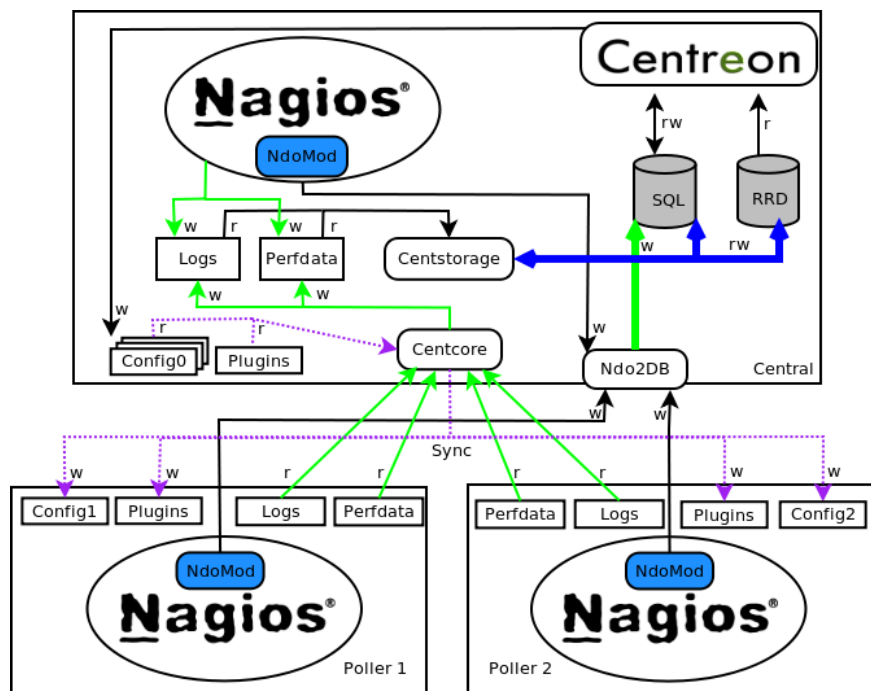 Centreon
Nagios®
NdoMod
rw
r
SQL
RRD
w
w
r
r
w
rw
Logs
Perfdata
Centstorage
w
w
w
r
r
w
Config0
Plugins
Centcore
Ndo2DB
Central
w
w
Sync
w
w
r
r
r
r
w
w
Config1
Plugins
Logs
Perfdata
Perfdata
Logs
Plugins
Config2
NdoMod
NdoMod
Nagios®
Nagios®
Poller 1
Poller 2